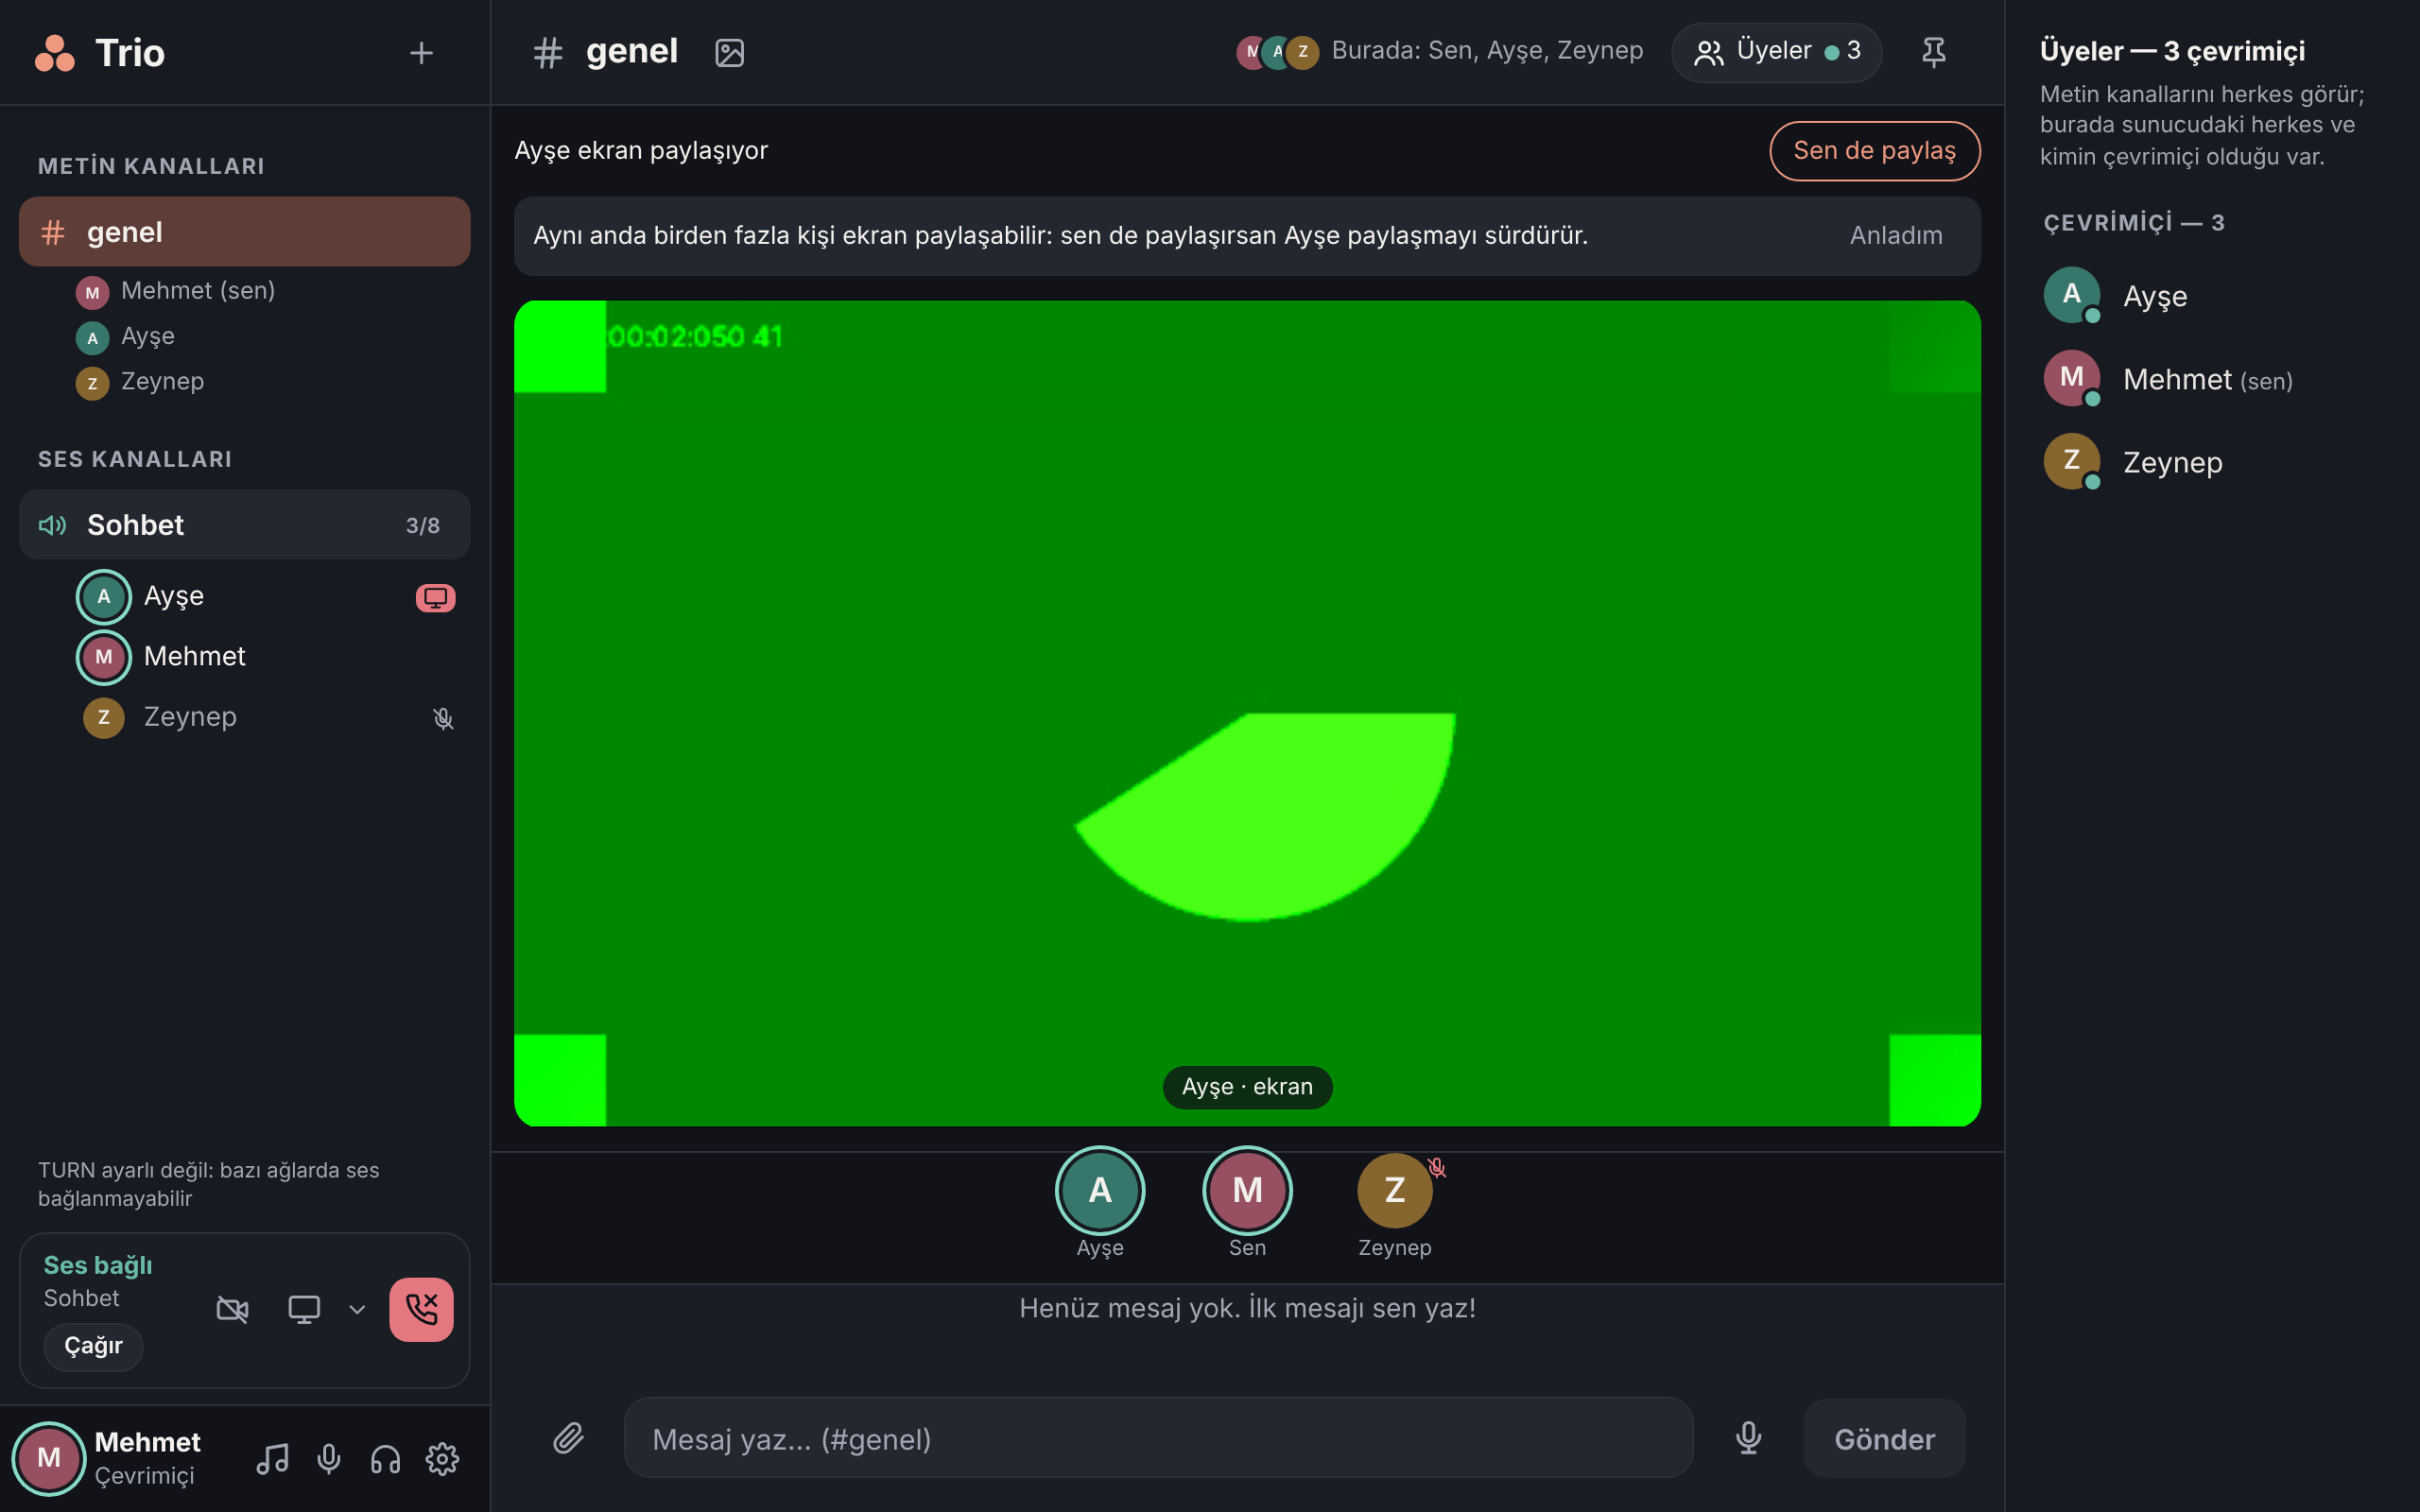 Trio
METİN KANALLARI
genel
M Mehmet (sen)
A Ayşe
Z Zeynep
SES KANALLARI
Sohbet 3/8
A Ayşe
M Mehmet
Z Zeynep
TURN ayarlı değil: bazı ağlarda ses
bağlanmayabilir
Ses bağlı
Sohbet
Çağır
M Mehmet
Çevrimiçi
# genel
M A Z Burada: Sen, Ayşe, Zeynep
Üyeler 3
Ayşe ekran paylaşıyor
Sen de paylaş
Aynı anda birden fazla kişi ekran paylaşabilir: sen de paylaşırsan Ayşe paylaşmayı sürdürür.
Anladım
:00:02:050 41
Ayşe · ekran
A M Z
Ayşe Sen Zeynep
Henüz mesaj yok. İlk mesajı sen yaz!
Mesaj yaz... (#genel)
Gönder
Üyeler — 3 çevrimiçi
Metin kanallarını herkes görür;
burada sunucudaki herkes ve
kimin çevrimiçi olduğu var.
ÇEVRİMİÇİ — 3
A Ayşe
M Mehmet (sen)
Z Zeynep